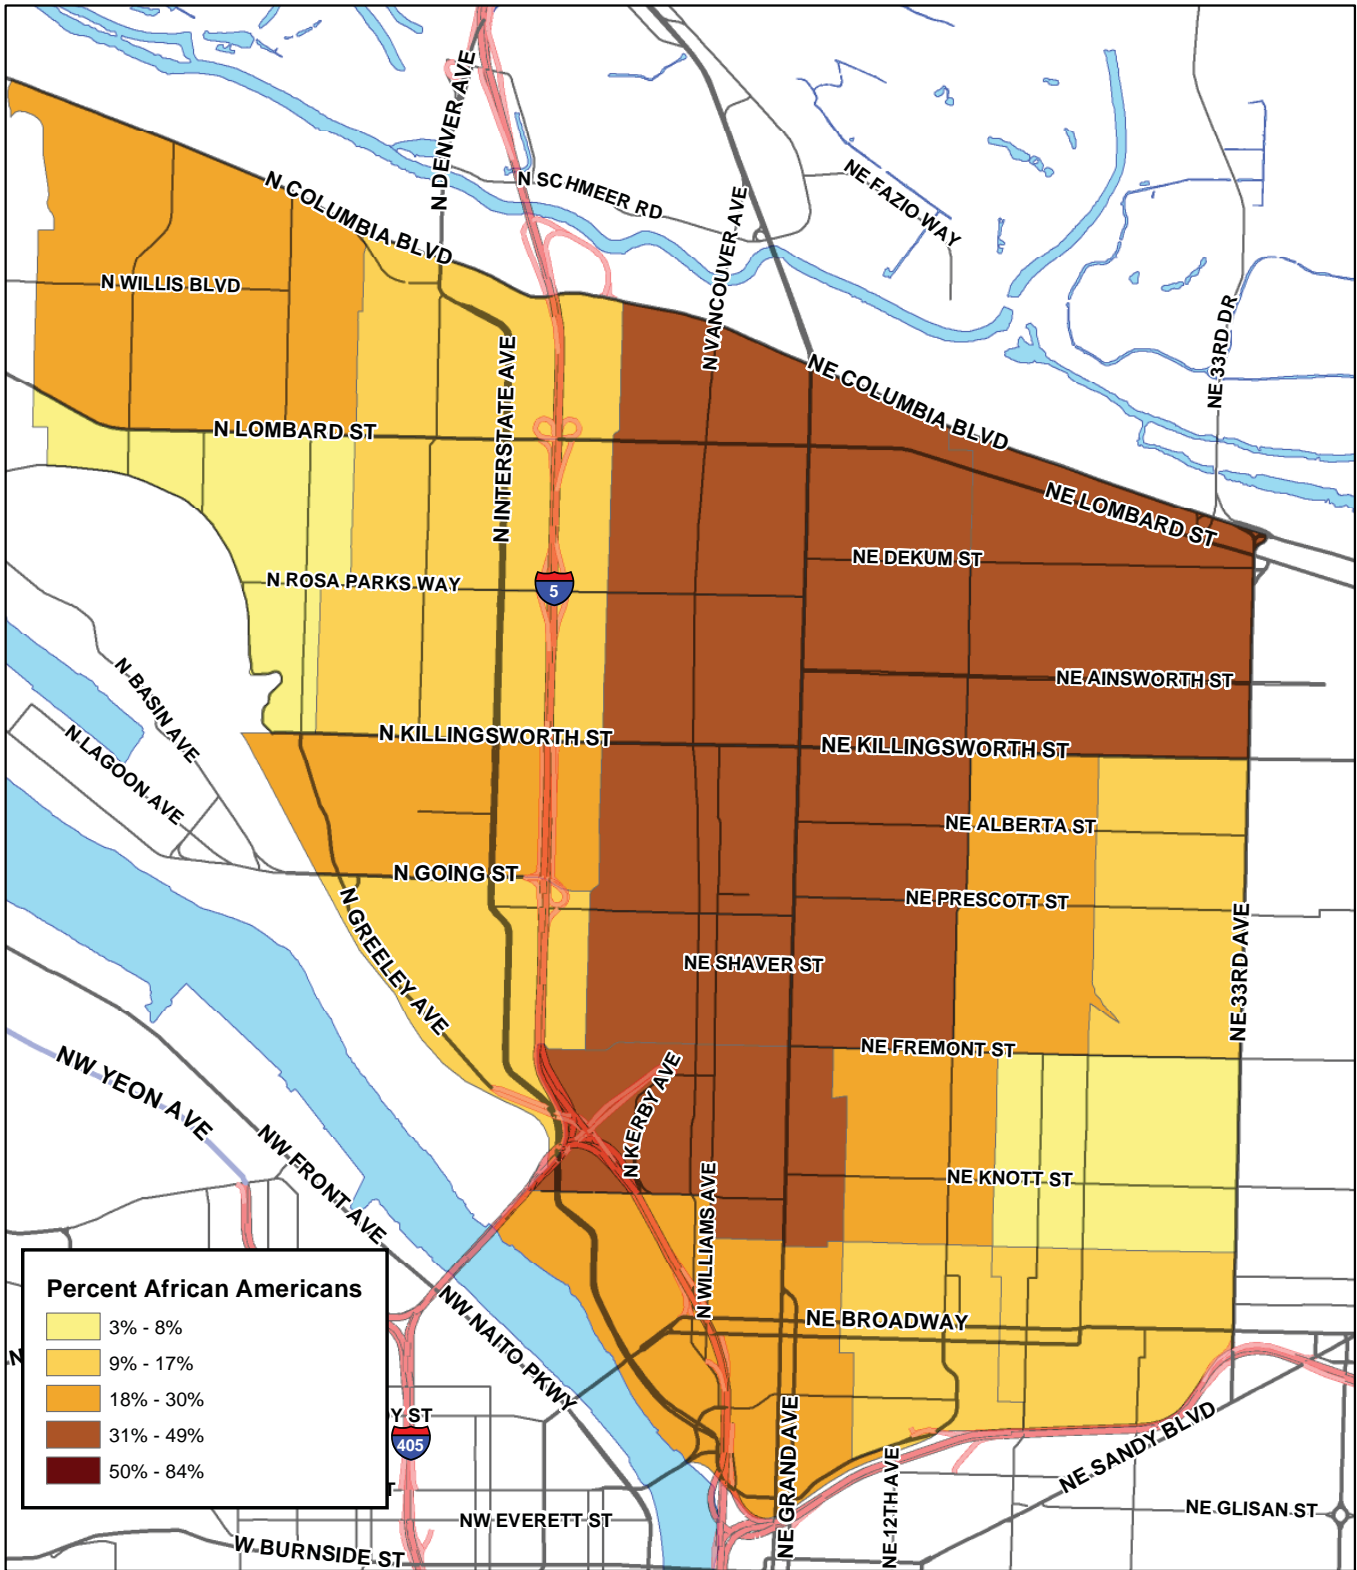 N DENVER AVE
N SCHMEER RD
NE FAZIO WAY
N COLUMBIA BLVD
N VANCOUVER AVE
N WILLIS BLVD
NE 33RD DR
N INTERSTATE AVE
NE COLUMBIA BLVD
N LOMBARD ST
NE LOMBARD ST
NE DEKUM ST
N ROSA PARKS WAY
5
NE AINSWORTH ST
N BASIN AVE
N LAGOON AVE
N KILLINGSWORTH ST
NE KILLINGSWORTH ST
NE ALBERTA ST
N GOING ST
NE PRESCOTT ST
N GREELEY AVE
NE SHAVER ST
NE 33RD AVE
NE FREMONT ST
NW YEON AVE
N KERBY AVE
NW FRONT AVE
NE KNOTT ST
N WILLIAMS AVE
NE BROADWAY
NW NAITO PKWY
Percent African Americans
3% - 8%
9% - 17%
18% - 30%
31% - 49%
50% - 84%
Y ST
405
NE GRAND AVE
NE 12TH AVE
NE SANDY BLVD
NE GLISAN ST
NW EVERETT ST
W BURNSIDE ST